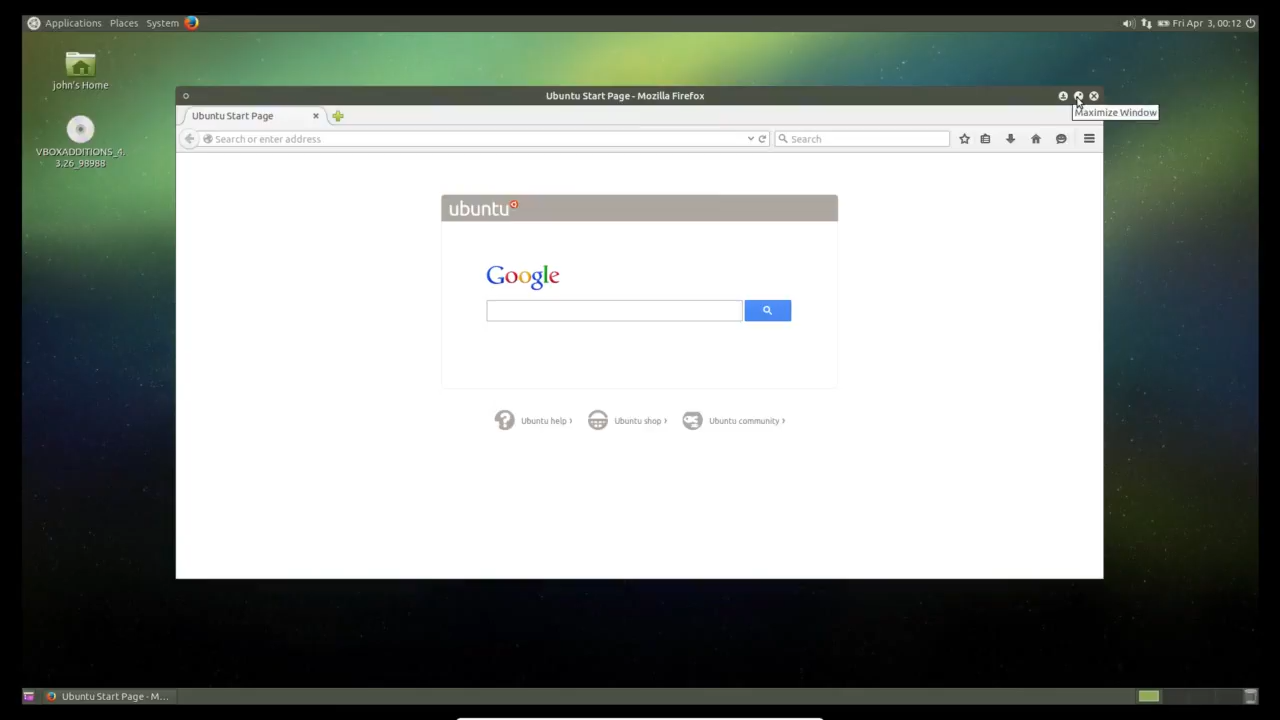 Applications Places System Fri Apr 3, 00:12
john's Home
VBOXADDITIONS_4.
3.26_98988
Ubuntu Start Page - Mozilla Firefox
Maximize Window
Ubuntu Start Page
Search or enter address Search
ubuntu
Google
Ubuntu help › Ubuntu shop › Ubuntu community ›
Ubuntu Start Page - M...